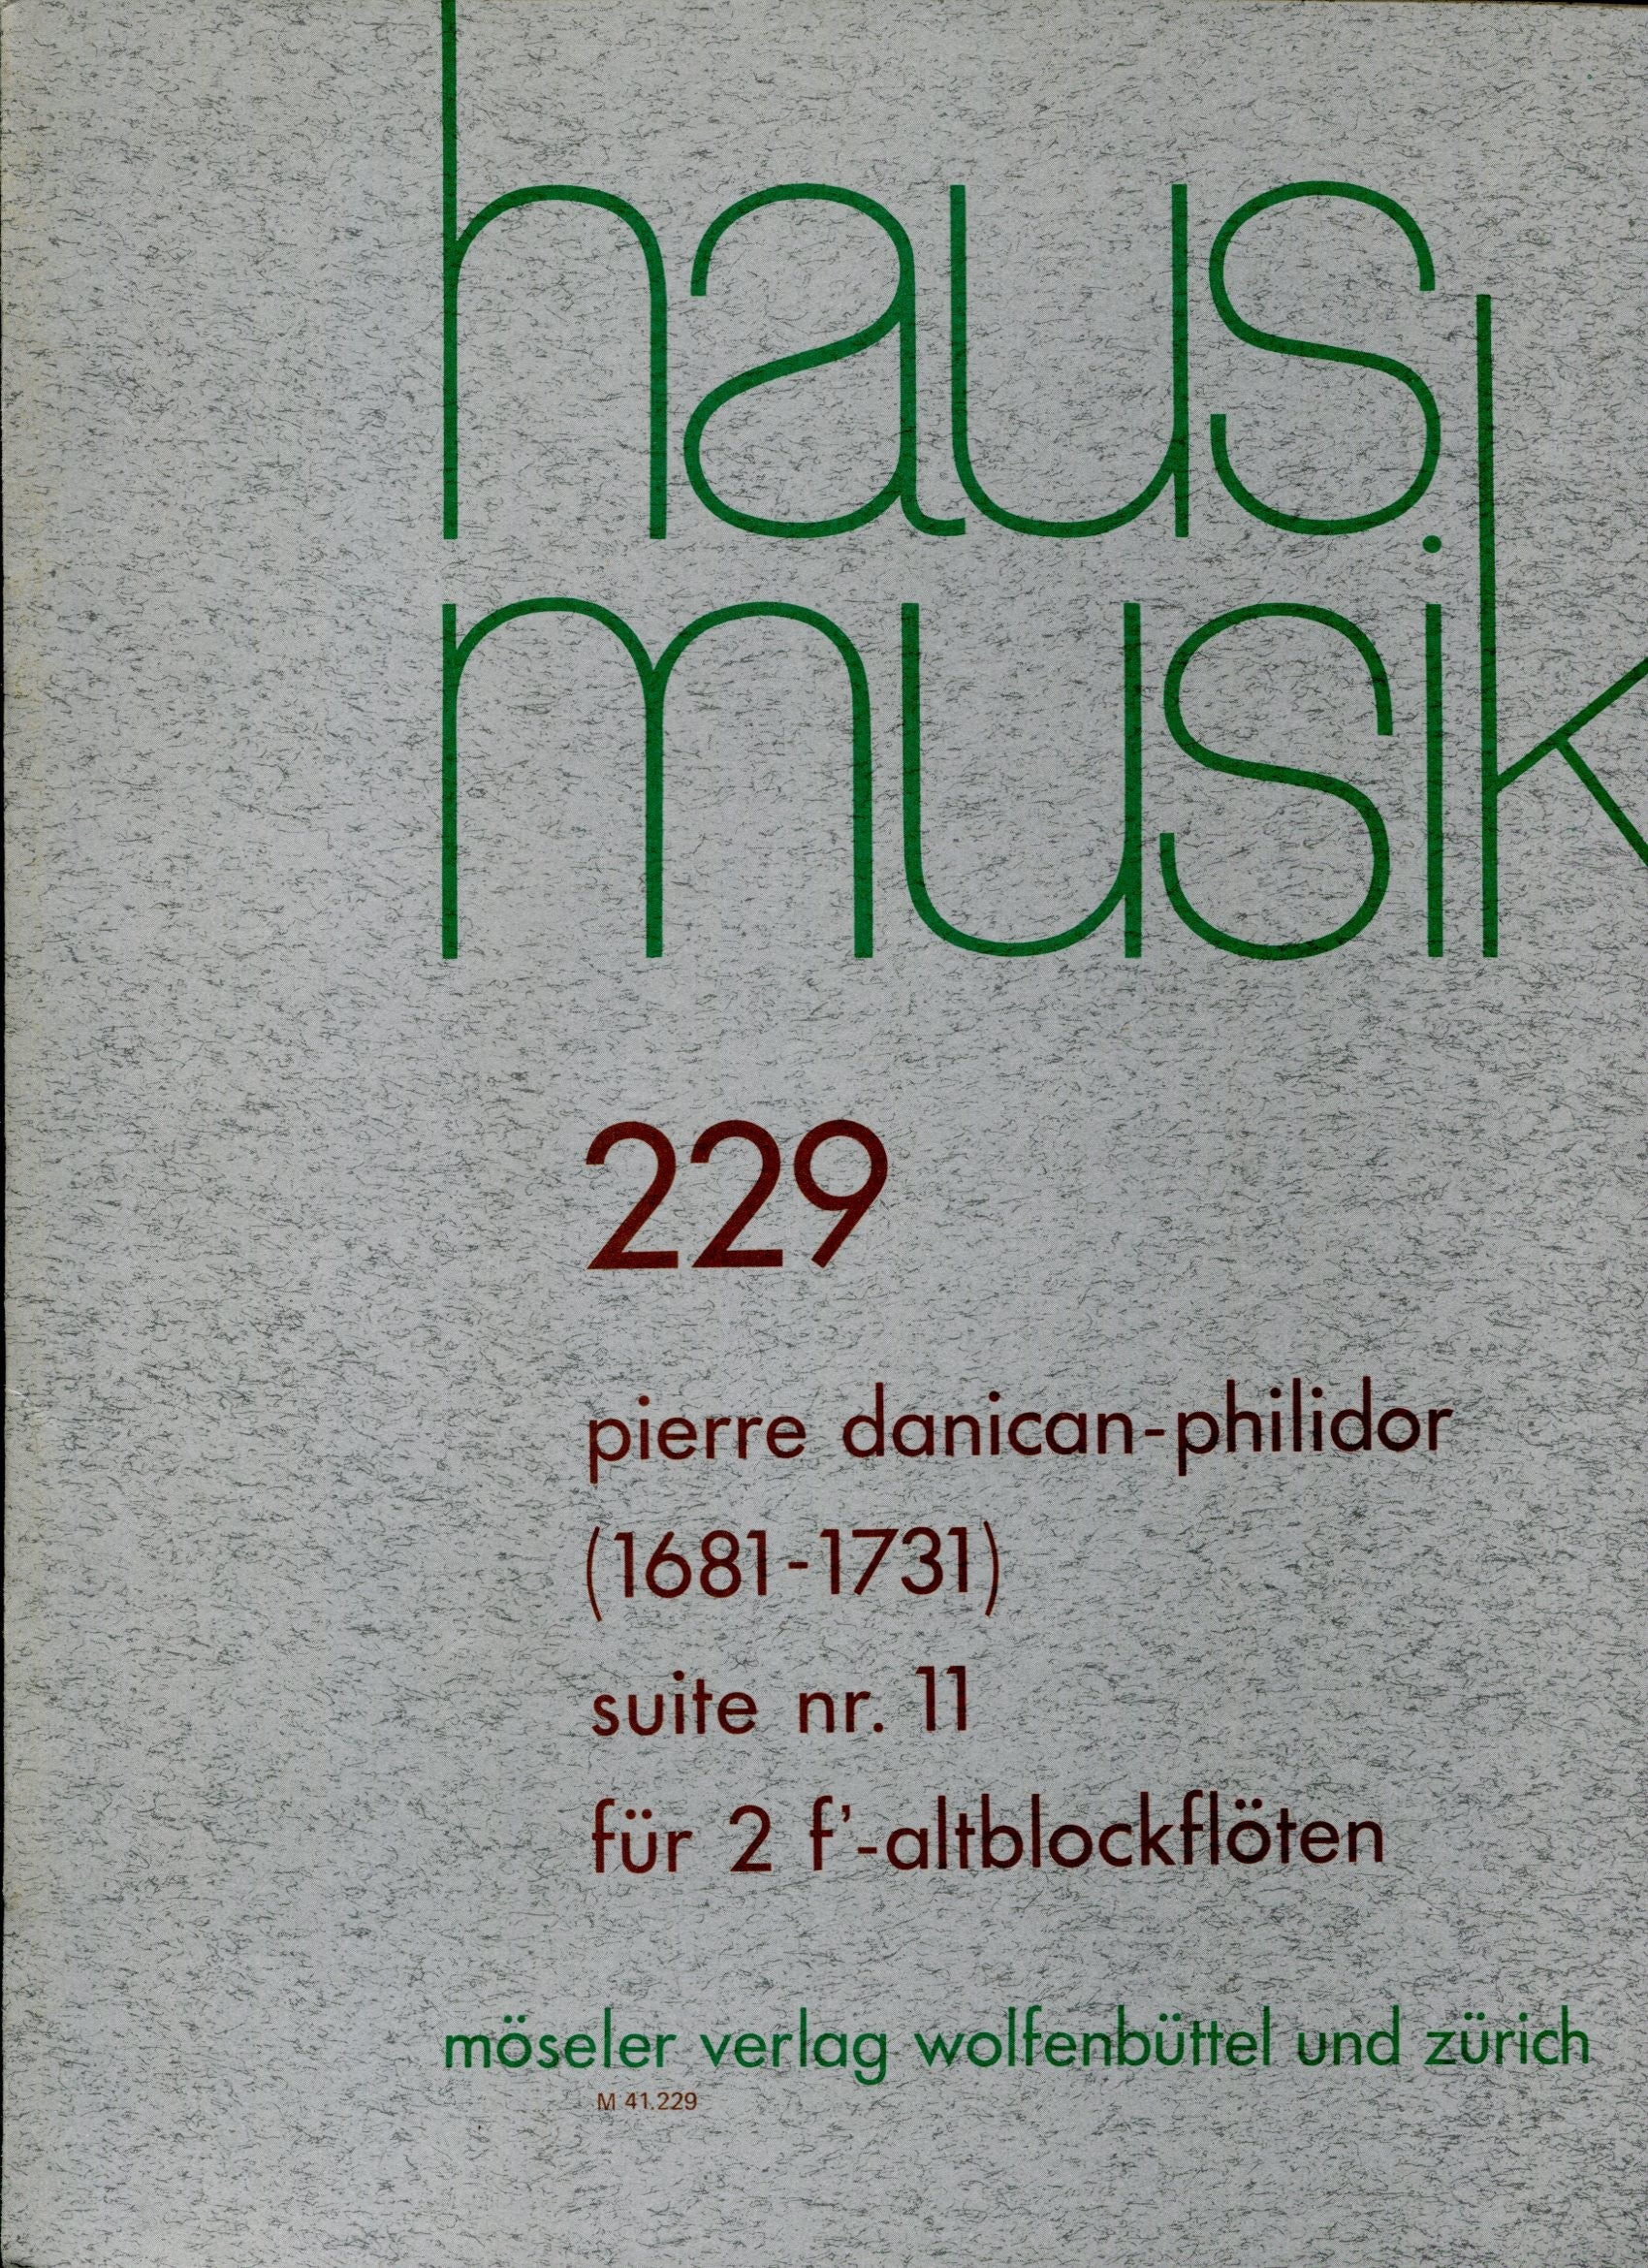 haus
musik
229
pierre danican-philidor
(1681-1731)
suite nr. 11
für 2 f'-altblockflöten
möseler verlag wolfenbüttel und zürich
M 41.229